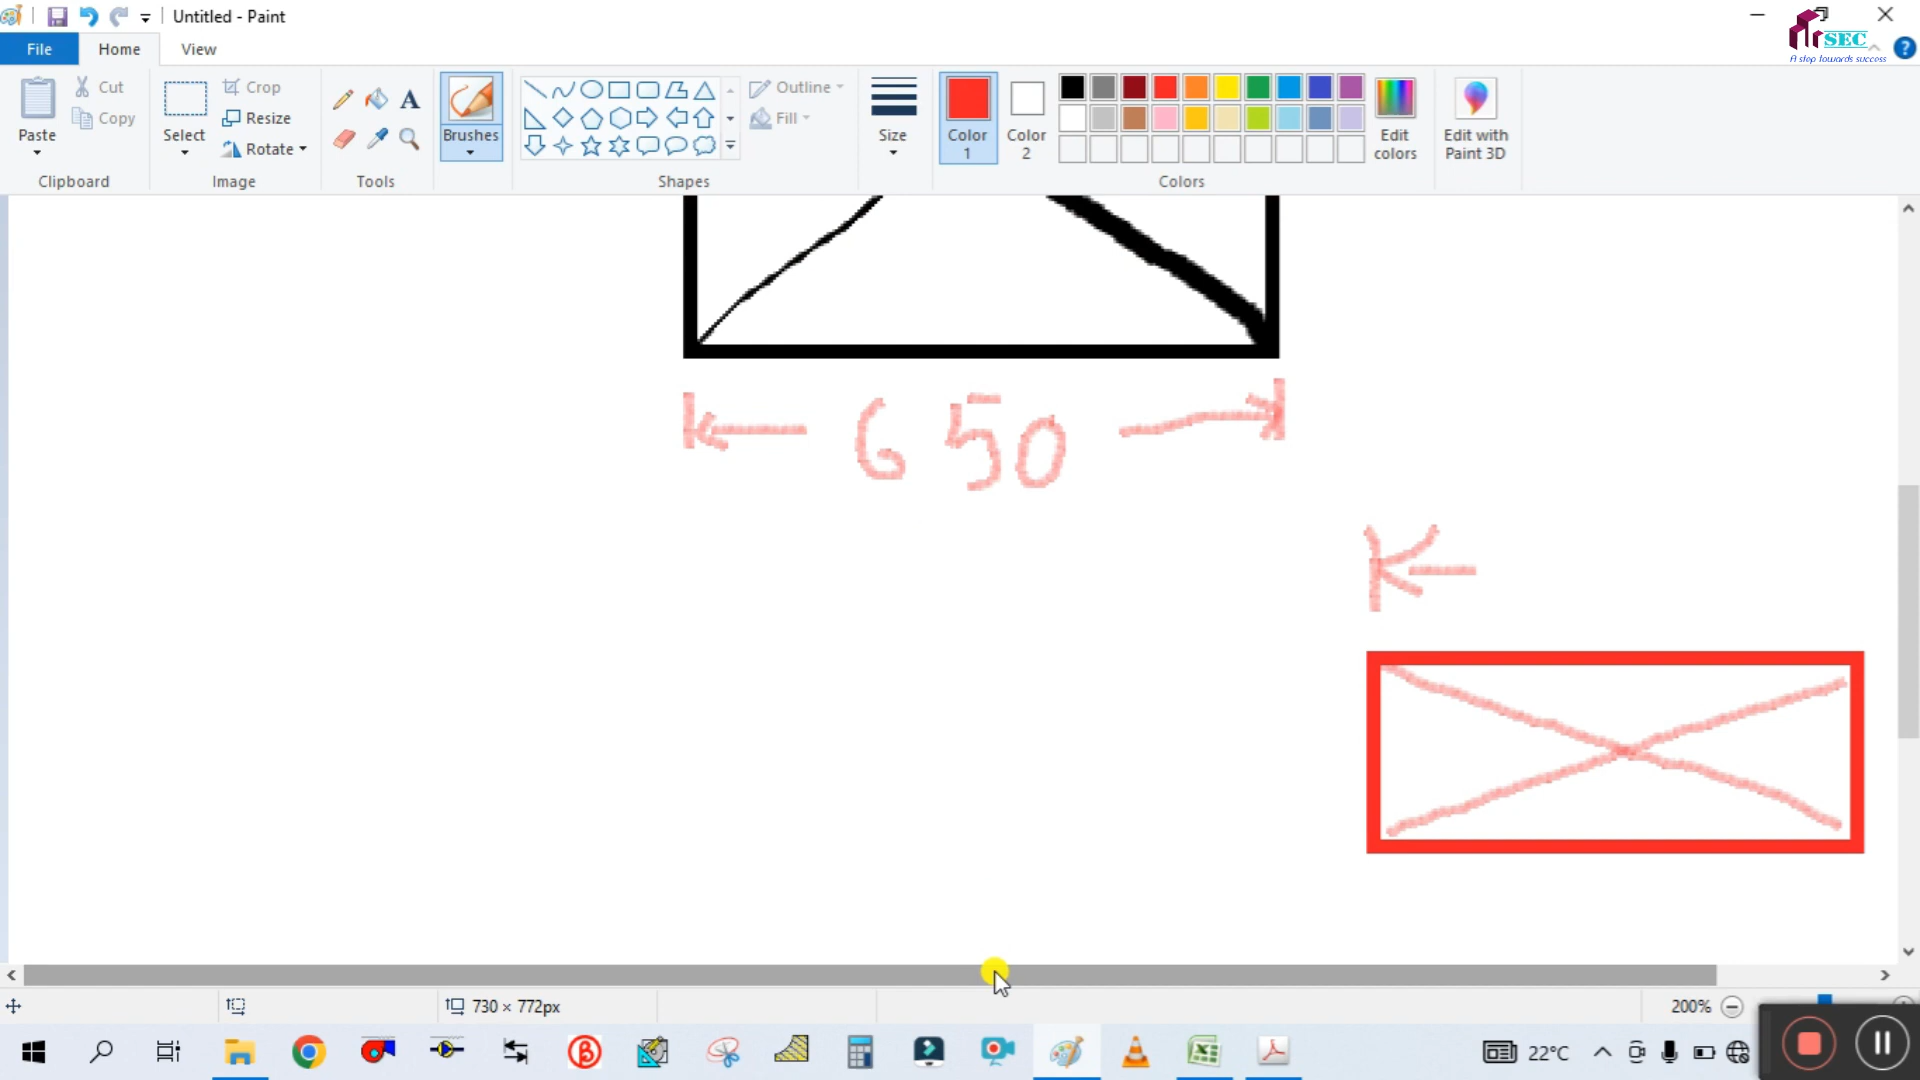 Untitled - Paint
SEC
A step towards success
File Home View
Paste
Cut
Copy
Clipboard
Select
Crop
Resize
Rotate
Image
Tools
Brushes
Shapes
Outline
Fill
Size
Color 1
Color 2
Colors
Edit colors
Edit with Paint 3D
650
730 × 772px
200%
22°C